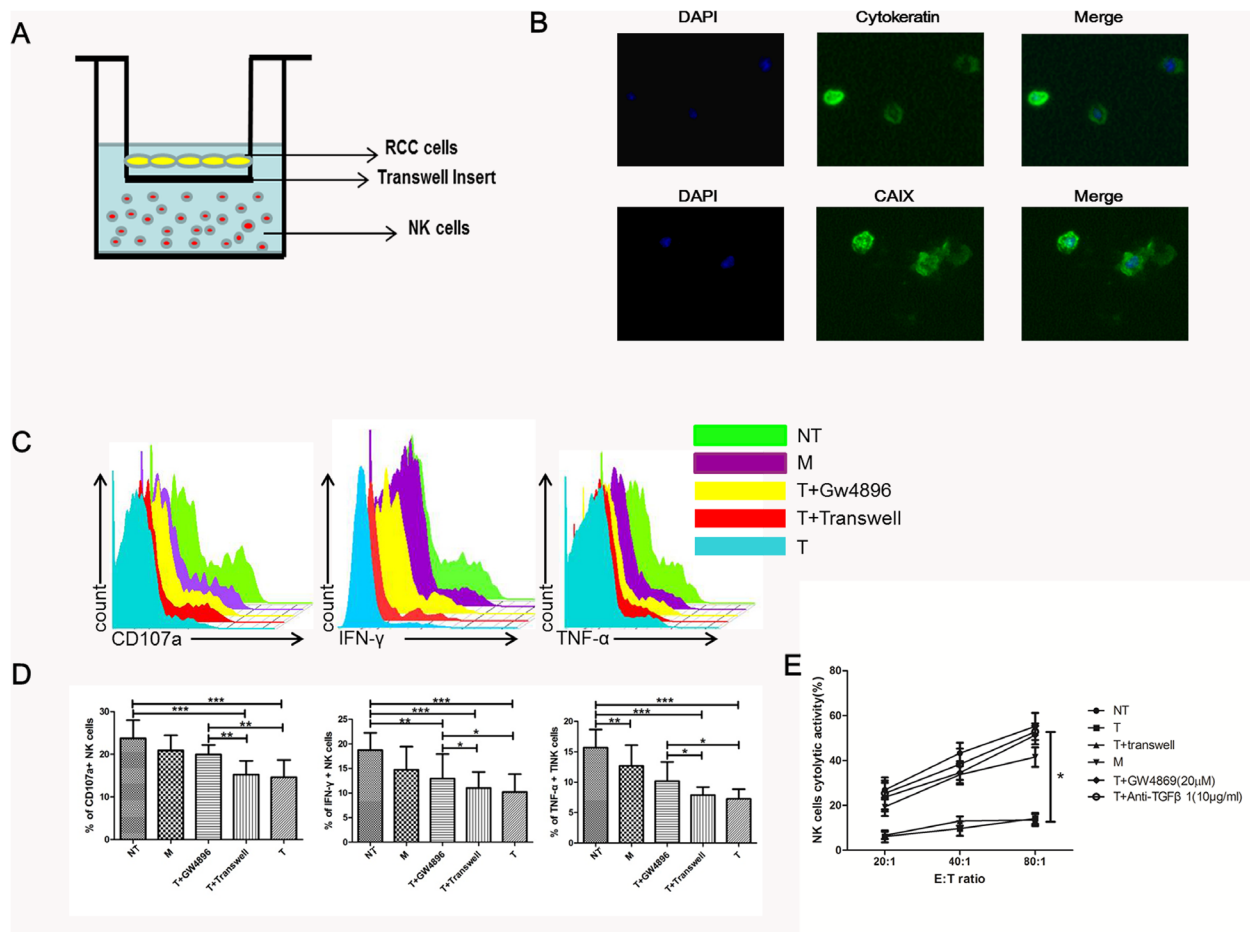 A
RCC cells
Transwell Insert
NK cells
B
DAPI
Cytokeratin
Merge
DAPI
CAIX
Merge
C
count
CD107a
count
IFN-γ
count
TNF-α
NT
M
T+Gw4896
T+Transwell
T
D
% of CD107a+ NK cells
30
20
10
0
***
***
**
**
NT
M
T+GW4896
T+Transwell
T
% of IFN-γ + NK cells
25
20
15
10
5
0
***
***
**
*
*
NT
M
T+GW4896
T+Transwell
T
% of TNF-α + TINK cells
20
15
10
5
0
***
***
**
*
*
NT
M
T+GW4896
T+Transwell
T
E
NK cells cytolytic activity(%)
80
60
40
20
0
20:1
40:1
80:1
E:T ratio
*
NT
T
T+transwell
M
T+GW4869(20μM)
T+Anti-TGFβ 1(10μg/ml)